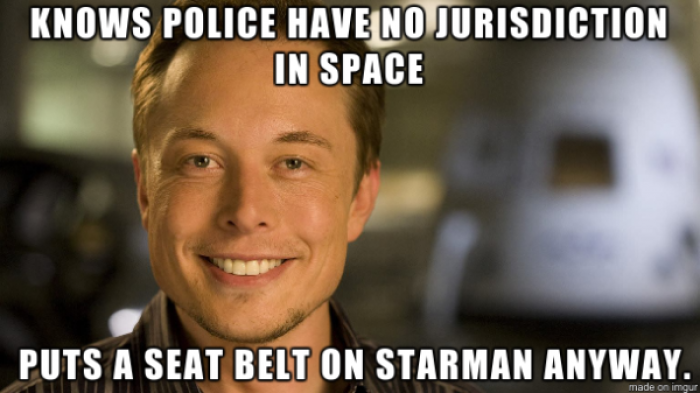 KNOWS POLICE HAVE NO JURISDICTION
IN SPACE
PUTS A SEAT BELT ON STARMAN ANYWAY.
made on imgur